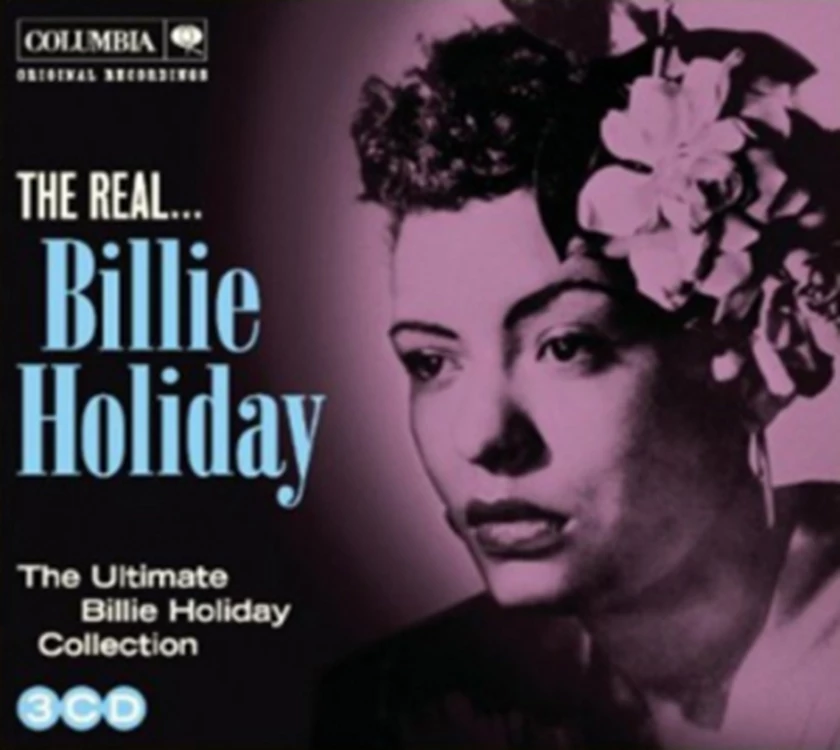 COLUMBIA
ORIGINAL RECORDINGS
THE REAL...
Billie
Holiday
The Ultimate
Billie Holiday
Collection
3CD